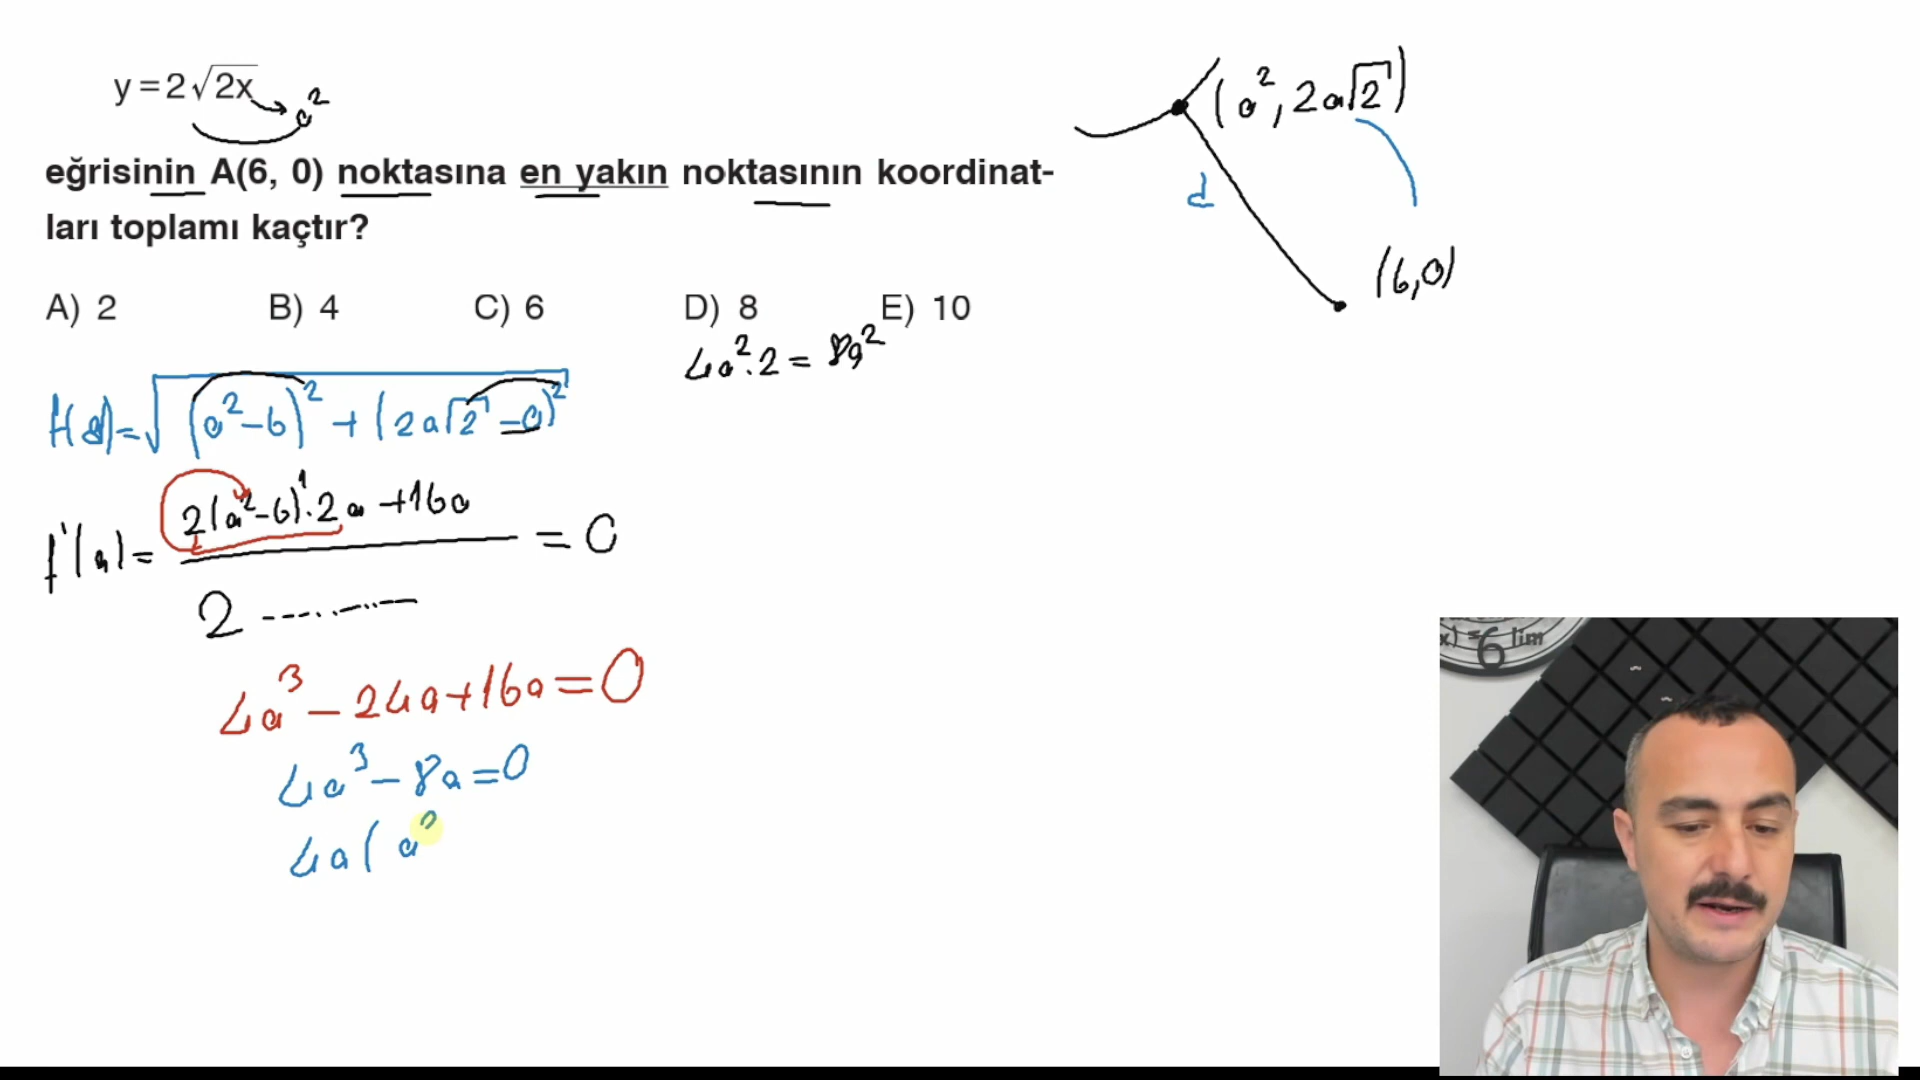 y = 2√2x → a²
eğrisinin A(6, 0) noktasına en yakın noktasının koordinat-
ları toplamı kaçtır?
A) 2 B) 4 C) 6 D) 8 E) 10
(a², 2a√2)
d
(6,0)
4a².2 = 8a²
= √(a²-6)² + (2a√2 -0)²
f'(a) = 2(a²-6)¹.2a +16a = 0
2 ..........
4a³ - 24a + 16a = 0
4a³ - 8a = 0
4a( a²
x) = 6 lim